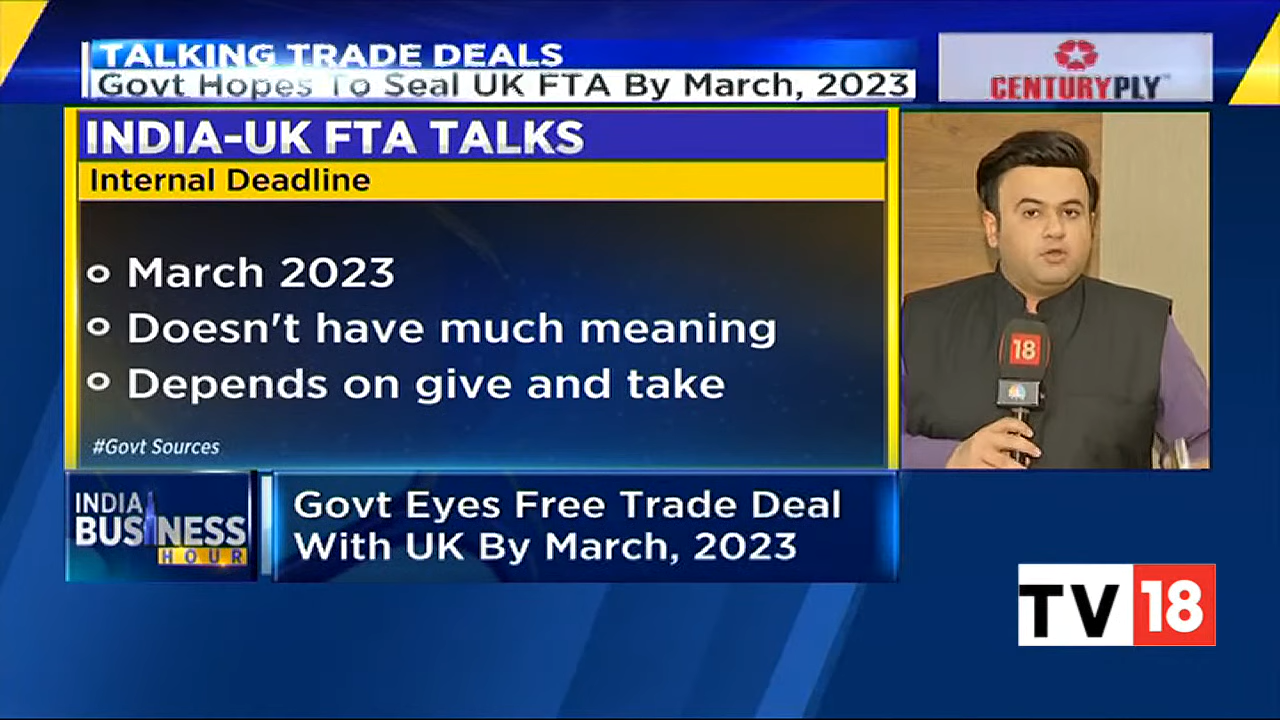 TALKING TRADE DEALS
Govt Hopes To Seal UK FTA By March, 2023
CENTURYPLY™
INDIA-UK FTA TALKS
Internal Deadline
March 2023
Doesn't have much meaning
Depends on give and take
#Govt Sources
18
INDIA
BUSINESS
HOUR
Govt Eyes Free Trade Deal
With UK By March, 2023
TV18